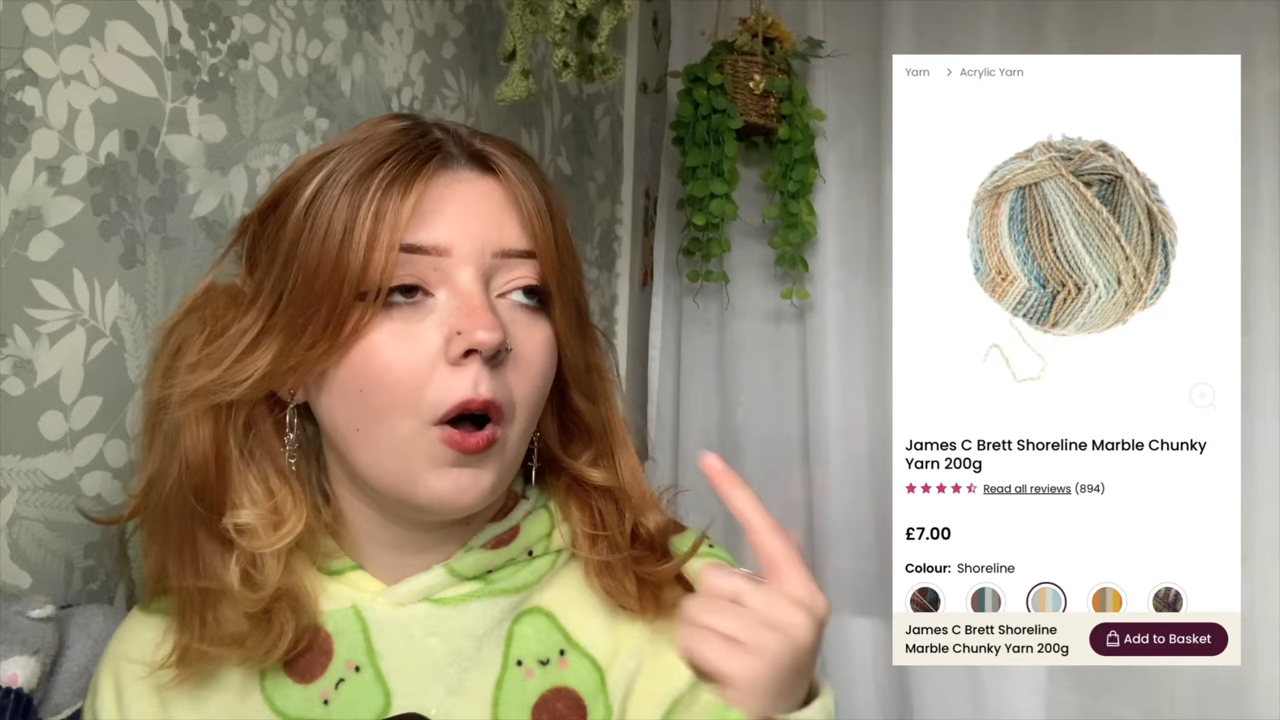 Yarn > Acrylic Yarn
James C Brett Shoreline Marble Chunky
Yarn 200g
Read all reviews (894)
£7.00
Colour: Shoreline
James C Brett Shoreline
Marble Chunky Yarn 200g
Add to Basket